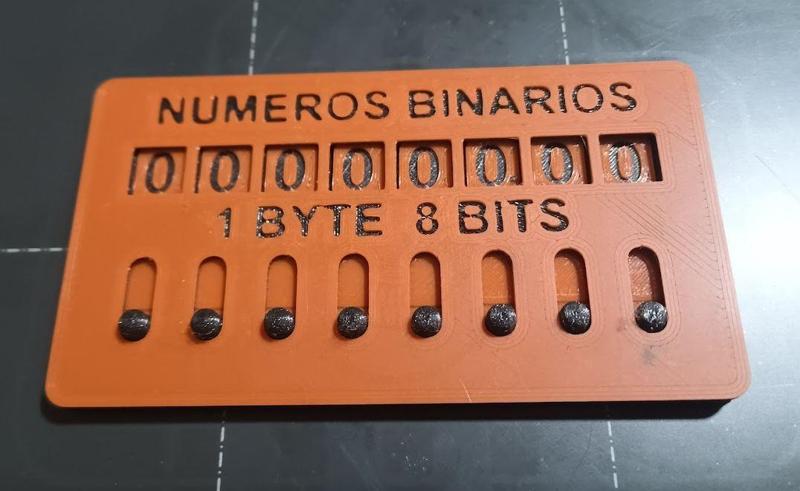 NUMEROS BINARIOS
0 0 0 0 0 0 0 0
1 BYTE 8 BITS